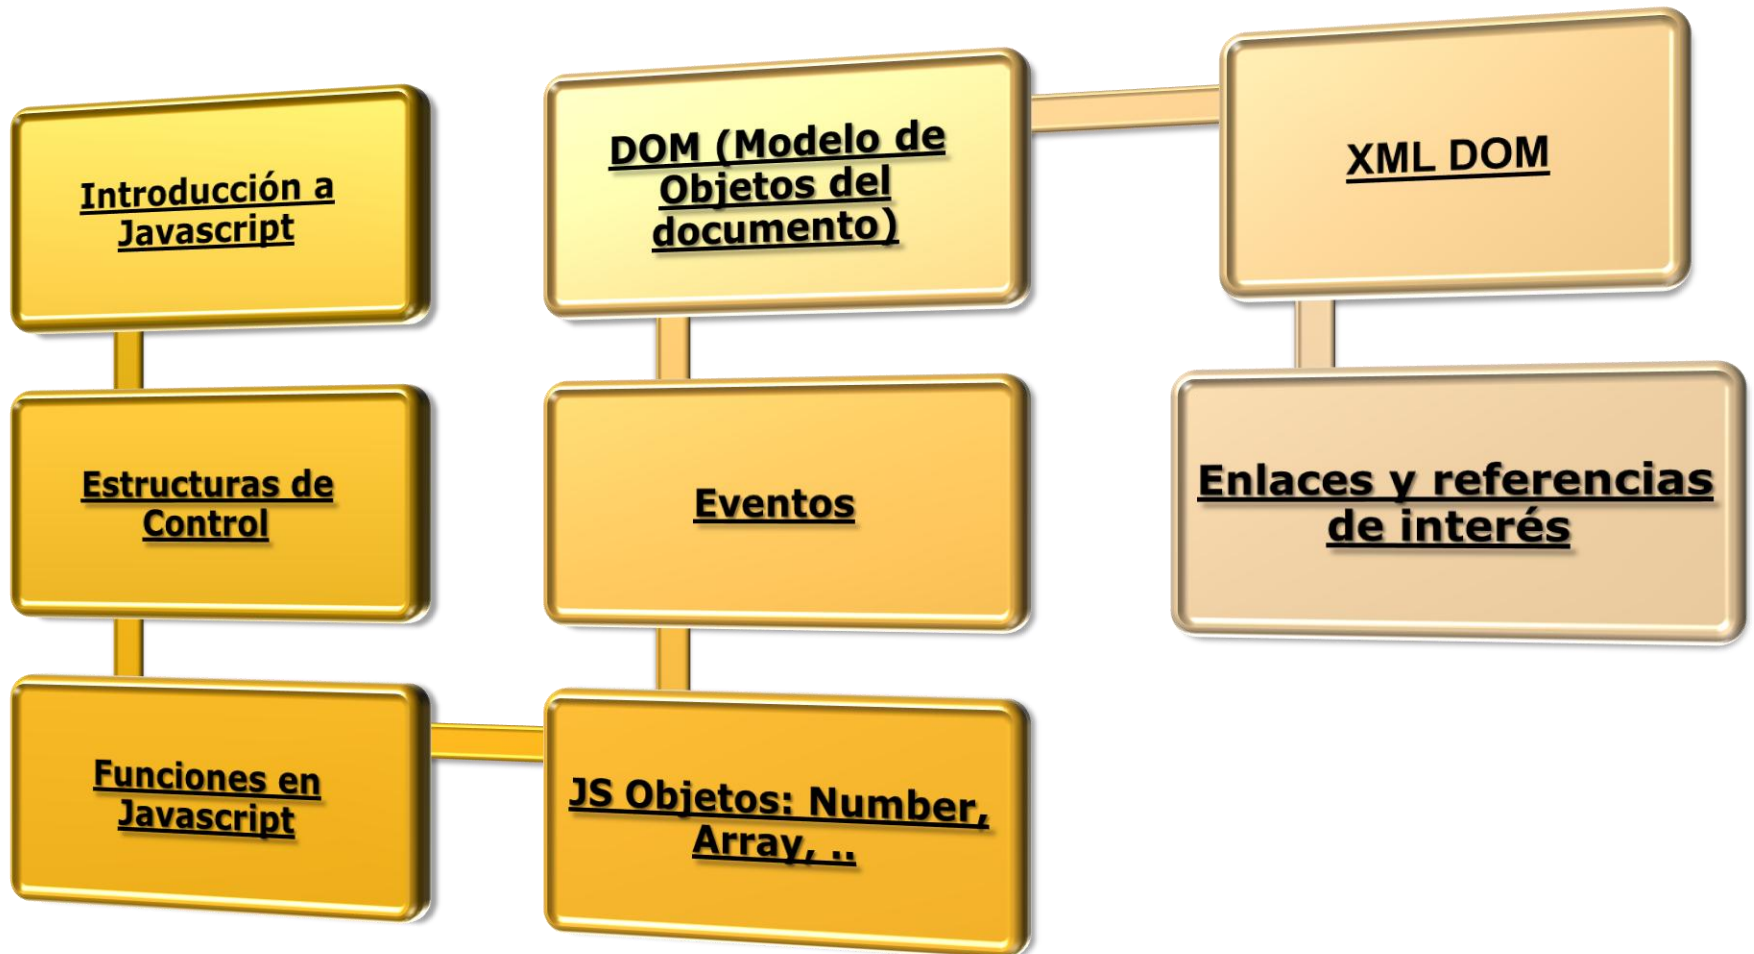 Introducción a
Javascript
Estructuras de
Control
Funciones en
Javascript
JS Objetos: Number,
Array, ..
Eventos
DOM (Modelo de
Objetos del
documento)
XML DOM
Enlaces y referencias
de interés